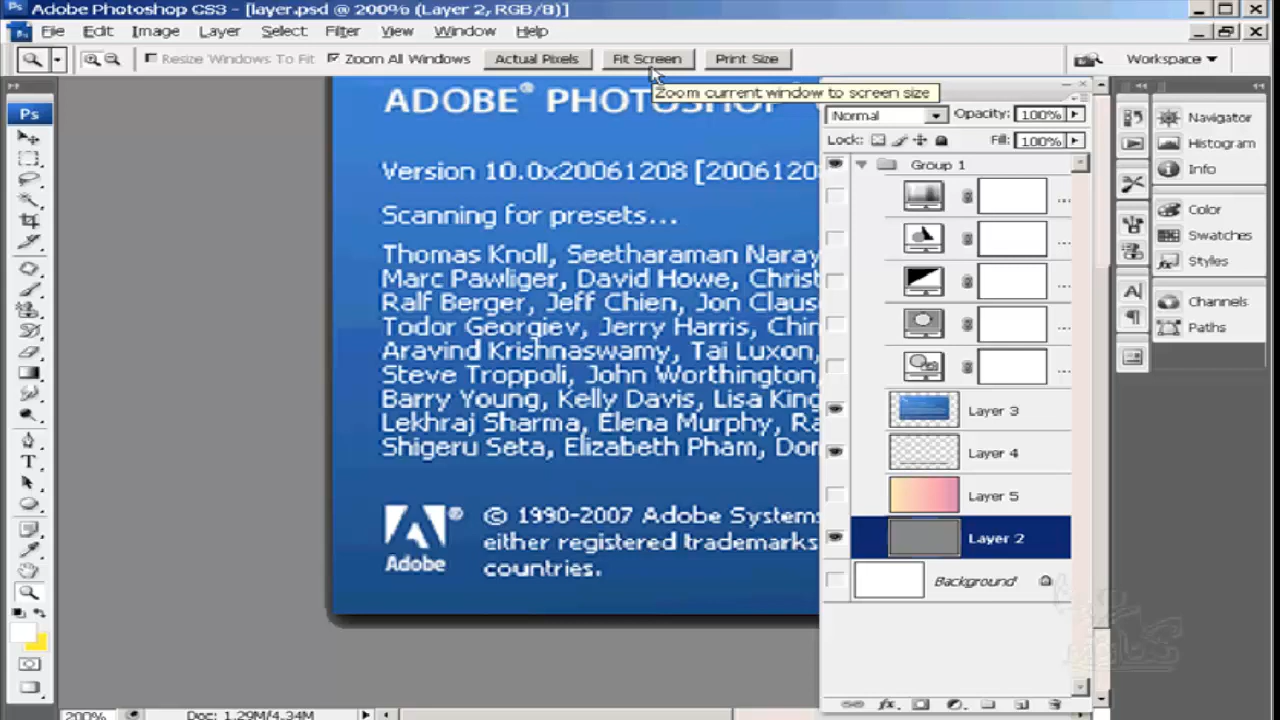 Adobe Photoshop CS3 - [layer.psd @ 200% (Layer 2, RGB/8)]
File Edit Image Layer Select Filter View Window Help
Resize Windows To Fit Zoom All Windows Actual Pixels Fit Screen Print Size Workspace
Zoom current window to screen size
Ps
ADOBE® PHOTOSHOP
Version 10.0x20061208 [2006120
Scanning for presets...
Thomas Knoll, Seetharaman Naray
Marc Pawliger, David Howe, Christ
Ralf Berger, Jeff Chien, Jon Claus
Todor Georgiev, Jerry Harris, Chin
Aravind Krishnaswamy, Tai Luxon,
Steve Troppoli, John Worthington,
Barry Young, Kelly Davis, Lisa King
Lekhraj Sharma, Elena Murphy, Ra
Shigeru Seta, Elizabeth Pham, Don
Adobe
® © 1990-2007 Adobe Systems
either registered trademarks
countries.
Normal Opacity: 100%
Lock: Fill: 100%
Group 1
Layer 3
Layer 4
Layer 5
Layer 2
Background
Navigator
Histogram
Info
Color
Swatches
Styles
Channels
Paths
200% Doc: 1.29M/4.34M